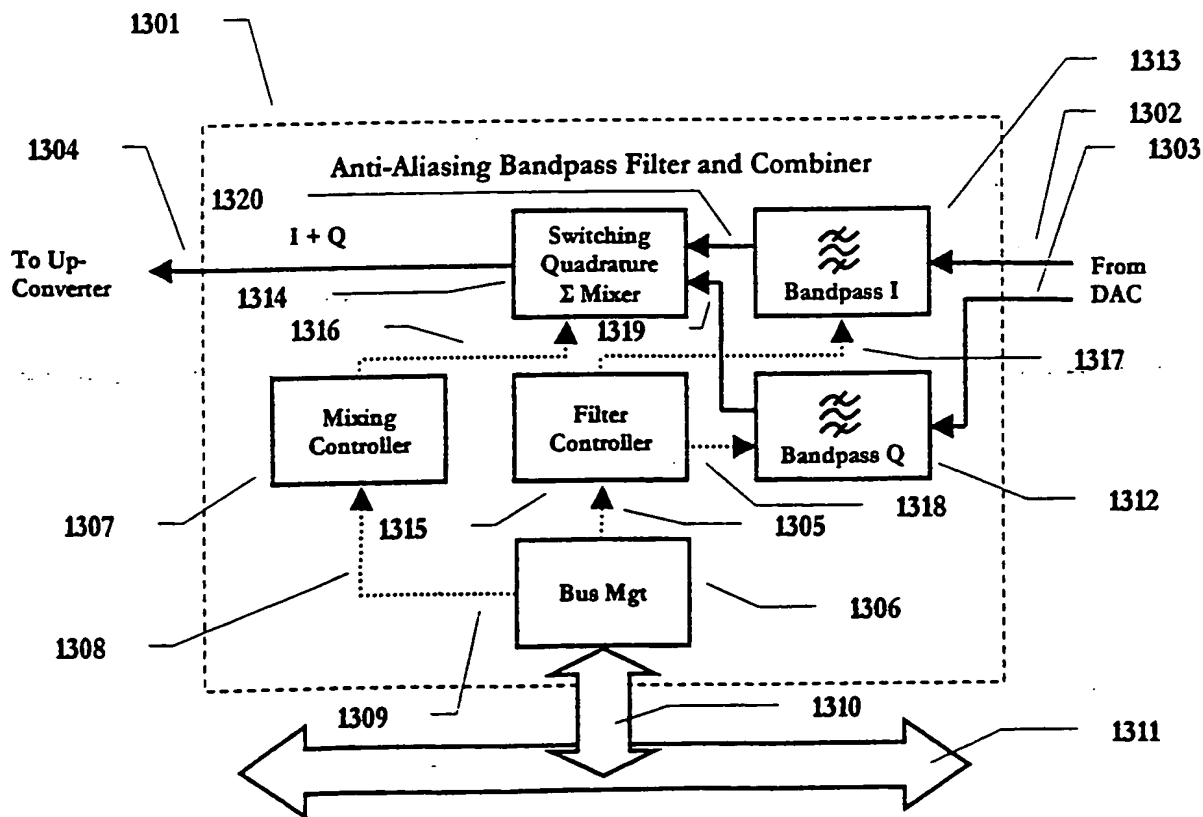 1301
1313
1302
1304
1303
Anti-Aliasing Bandpass Filter and Combiner
1320
I + Q
Switching
Quadrature
Σ Mixer
Bandpass I
To Up-
Converter
From
DAC
1314
1316
1319
1317
Mixing
Controller
Filter
Controller
Bandpass Q
1307
1315
1305
1318
1312
Bus Mgt
1306
1308
1309
1310
1311